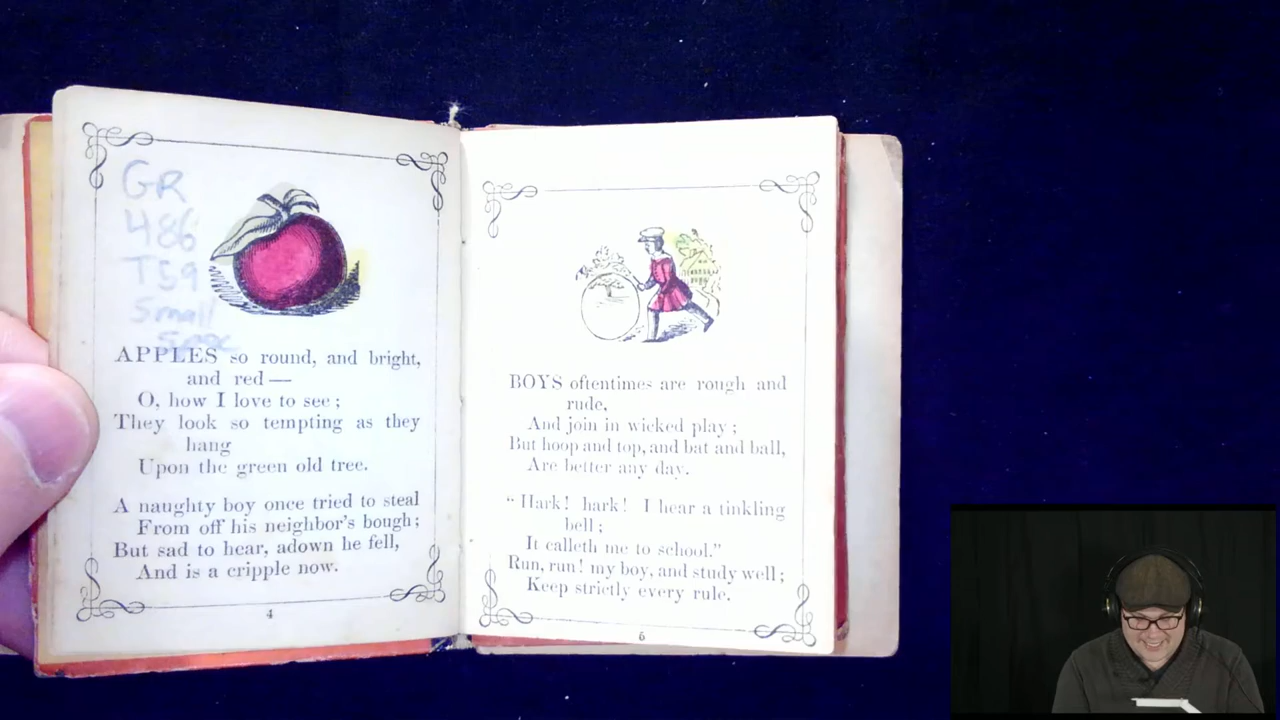 GR
486
T59
Small
Spec
APPLES so round, and bright,
and red —
O, how I love to see ;
They look so tempting as they
hang
Upon the green old tree.
A naughty boy once tried to steal
From off his neighbor's bough ;
But sad to hear, adown he fell,
And is a cripple now.
4
BOYS oftentimes are rough and
rude,
And join in wicked play ;
But hoop and top, and bat and ball,
Are better any day.
“ Hark! hark! I hear a tinkling
bell ;
It calleth me to school.”
Run, run! my boy, and study well ;
Keep strictly every rule.
5